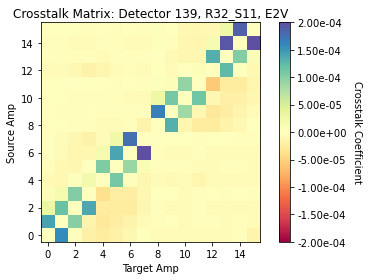 Crosstalk Matrix: Detector 139, R32_S11, E2V
14
12
10
8
6
4
2
0
Source Amp
0 2 4 6 8 10 12 14
Target Amp
2.00e-04
1.50e-04
1.00e-04
5.00e-05
0.00e+00
-5.00e-05
-1.00e-04
-1.50e-04
-2.00e-04
Crosstalk Coefficient